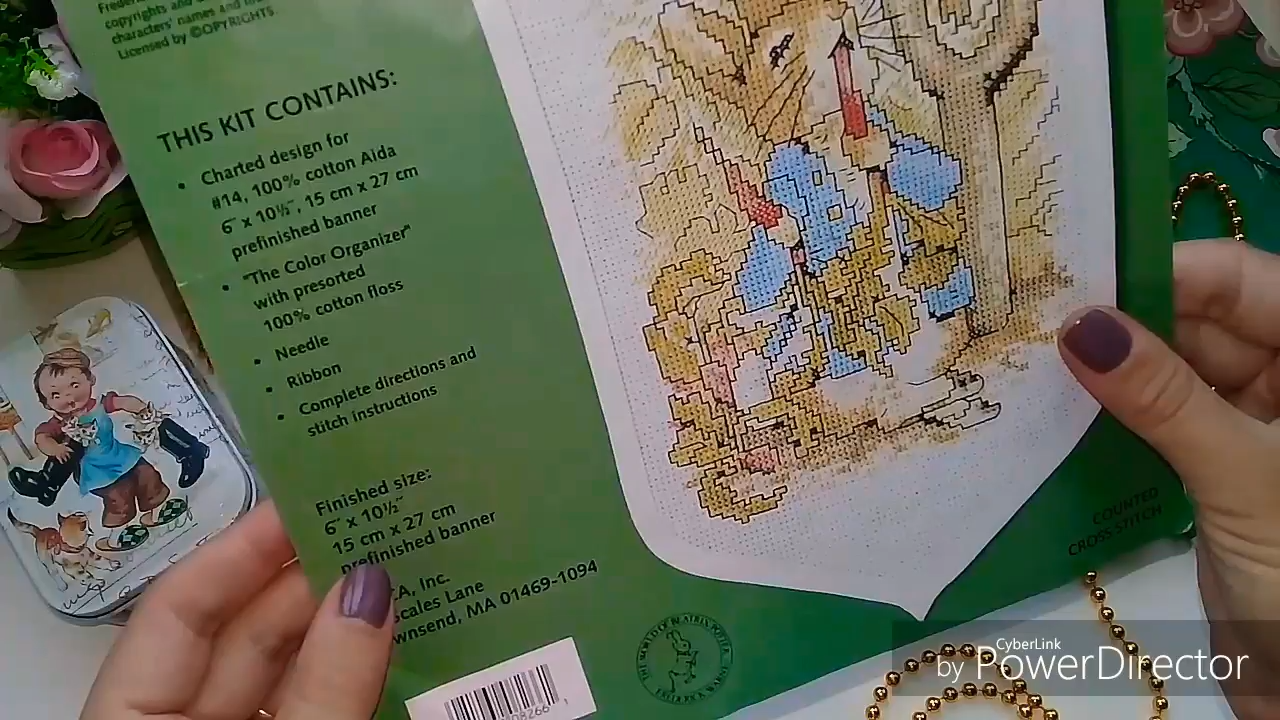 copyrights and
characters' names and
Licensed by ©OPYRIGHTS
THIS KIT CONTAINS:
• Charted design for
#14, 100% cotton Aida
6" x 10½", 15 cm x 27 cm
prefinished banner
• "The Color Organizer"
with presorted
100% cotton floss
• Needle
• Ribbon
• Complete directions and
stitch instructions
Finished size:
6" x 10½"
15 cm x 27 cm
prefinished banner
Inc.
scales Lane
wnsend, MA 01469-1094
COUNTED
CROSS STITCH
CyberLink
by PowerDirector